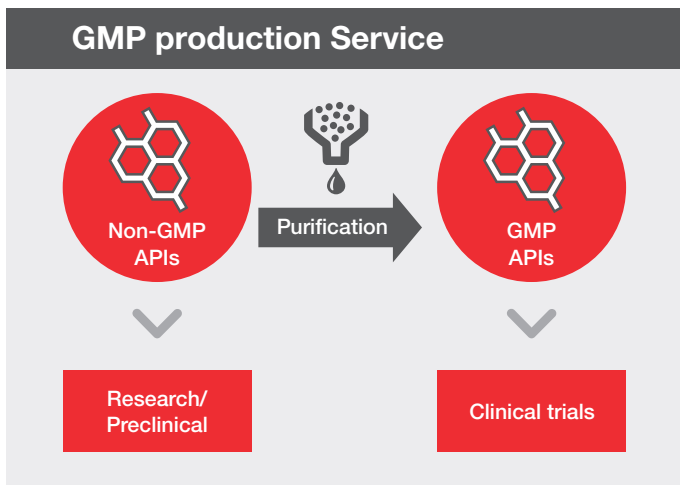 GMP production Service
Non-GMP
APIs
Purification
GMP
APIs
Research/
Preclinical
Clinical trials